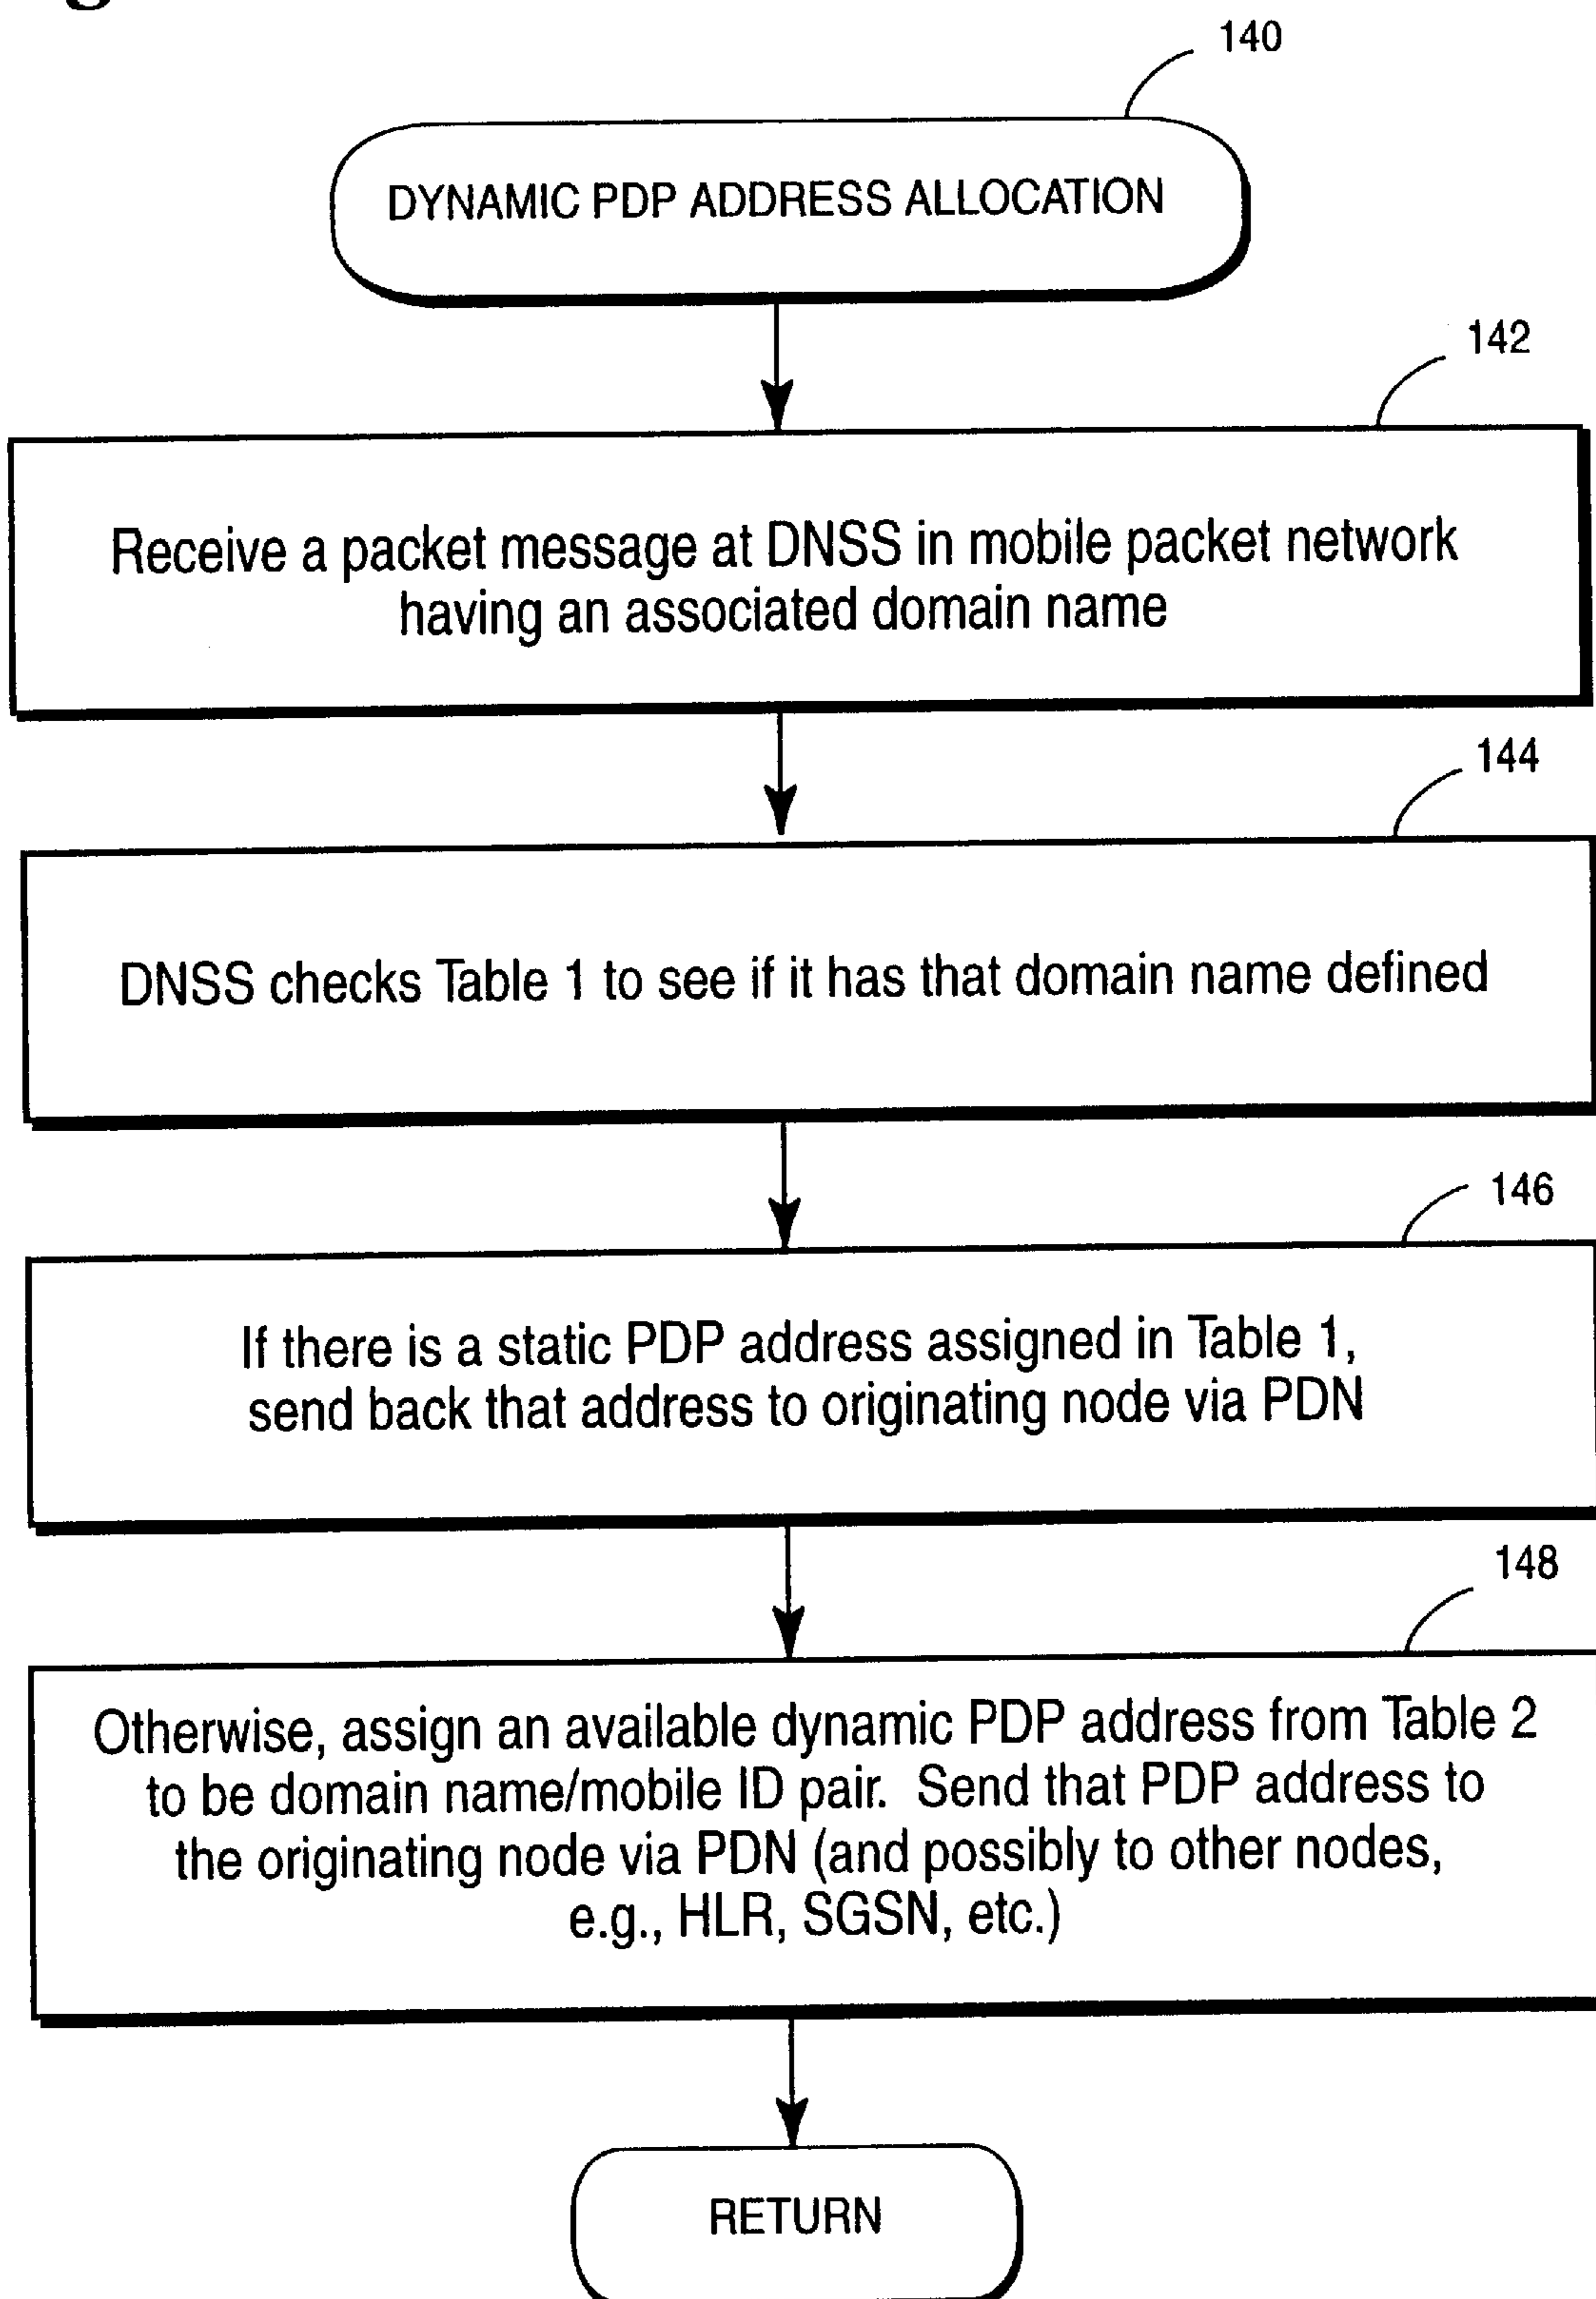 140
DYNAMIC PDP ADDRESS ALLOCATION
142
Receive a packet message at DNSS in mobile packet network
having an associated domain name
144
DNSS checks Table 1 to see if it has that domain name defined
146
If there is a static PDP address assigned in Table 1,
send back that address to originating node via PDN
148
Otherwise, assign an available dynamic PDP address from Table 2
to be domain name/mobile ID pair. Send that PDP address to
the originating node via PDN (and possibly to other nodes,
e.g., HLR, SGSN, etc.)
RETURN